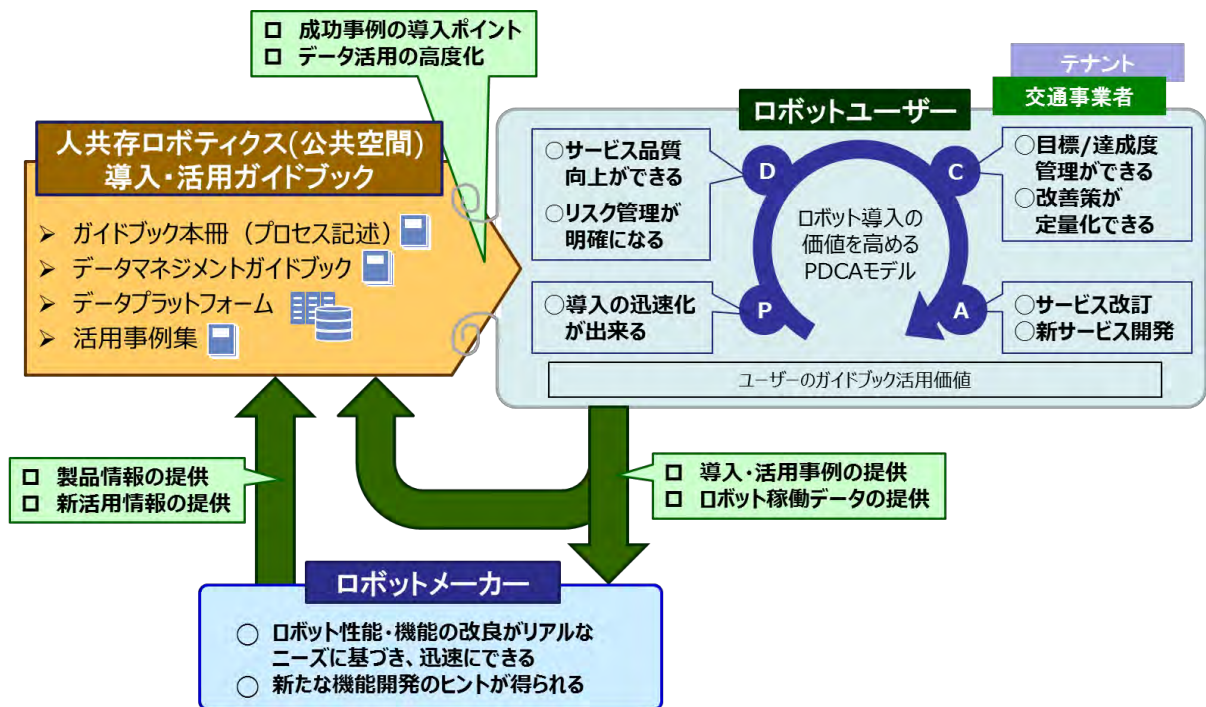 □ 成功事例の導入ポイント
□ データ活用の高度化
テナント
交通事業者
ロボットユーザー
人共存ロボティクス(公共空間)
導入・活用ガイドブック
➢ ガイドブック本冊（プロセス記述）
➢ データマネジメントガイドブック
➢ データプラットフォーム
➢ 活用事例集
○サービス品質
向上ができる
○リスク管理が
明確になる
D
C
○目標/達成度
管理ができる
○改善策が
定量化できる
ロボット導入の
価値を高める
PDCAモデル
○導入の迅速化
が出来る
P
A
○サービス改訂
○新サービス開発
ユーザーのガイドブック活用価値
□ 製品情報の提供
□ 新活用情報の提供
□ 導入・活用事例の提供
□ ロボット稼働データの提供
ロボットメーカー
○ ロボット性能・機能の改良がリアルな
ニーズに基づき、迅速にできる
○ 新たな機能開発のヒントが得られる